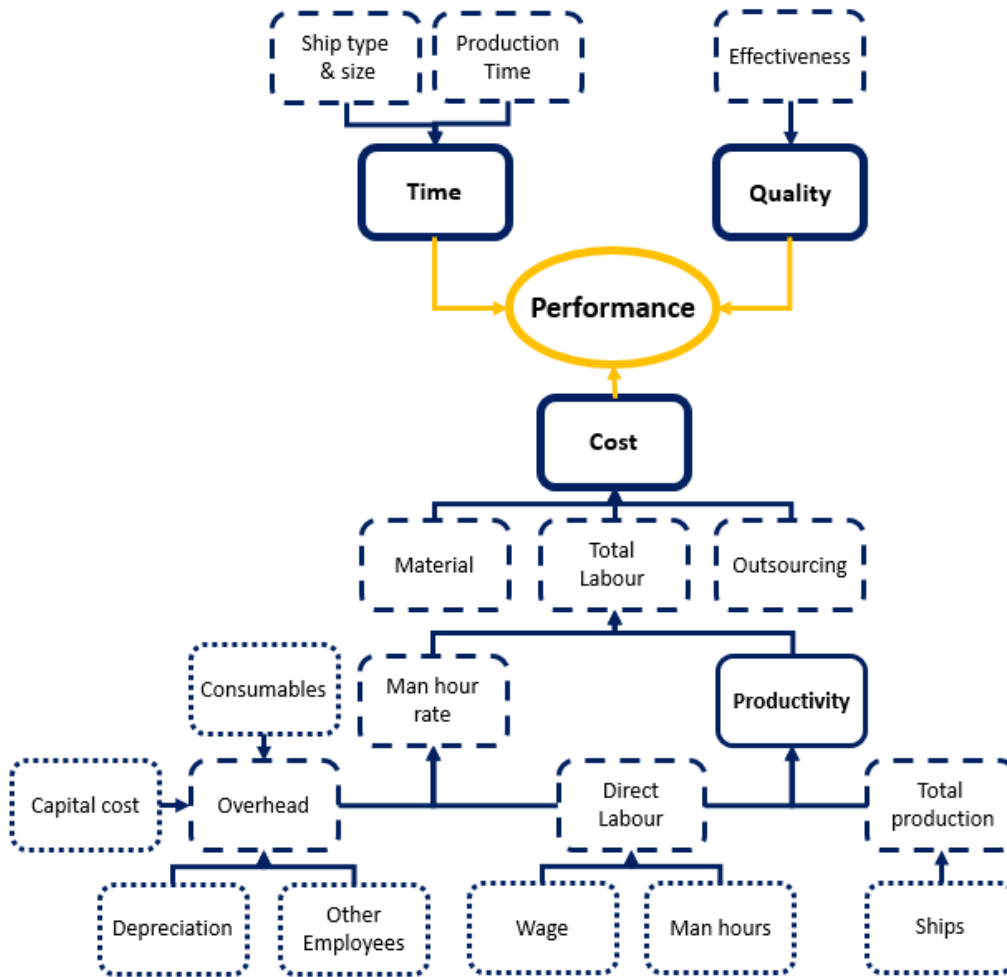 Ship type
& size
Production
Time
Effectiveness
Time
Quality
Performance
Cost
Material
Total
Labour
Outsourcing
Consumables
Man hour
rate
Productivity
Capital cost
Overhead
Direct
Labour
Total
production
Depreciation
Other
Employees
Wage
Man hours
Ships